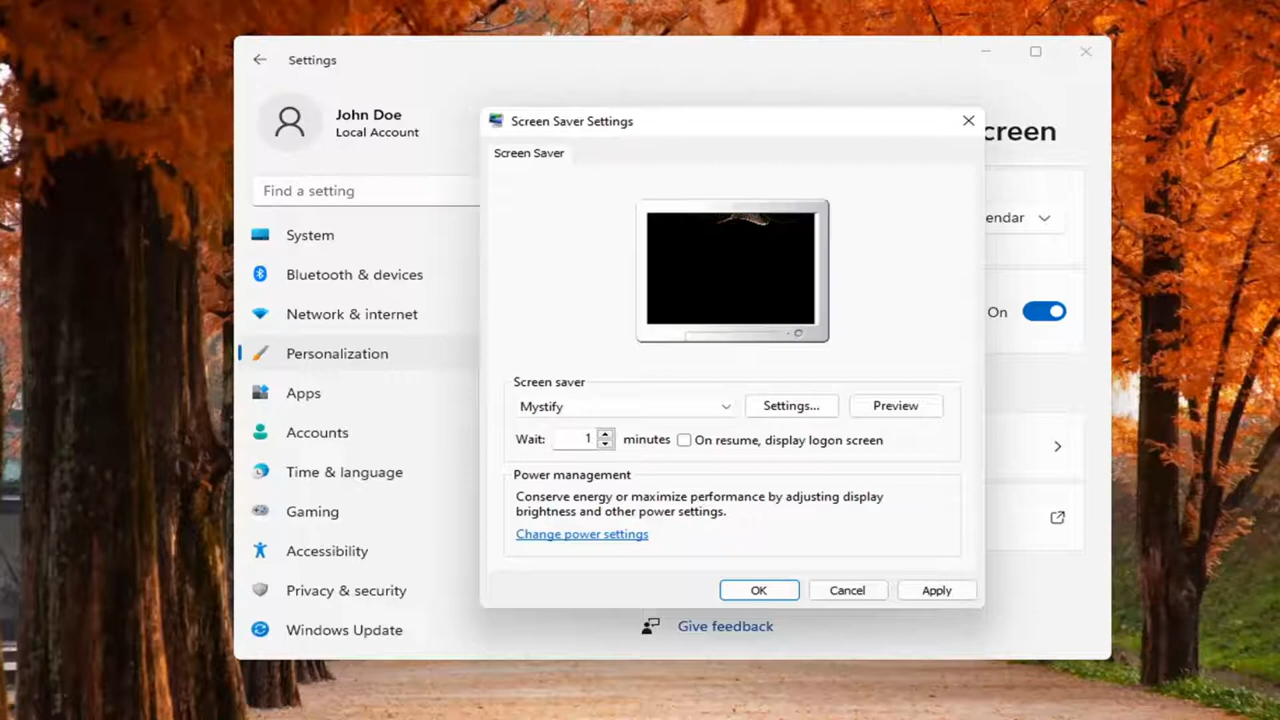 Settings
John Doe
Local Account
Find a setting
System
Bluetooth & devices
Network & internet
Personalization
Apps
Accounts
Time & language
Gaming
Accessibility
Privacy & security
Windows Update
Screen Saver Settings
Screen Saver
Screen saver
Mystify
Settings...
Preview
Wait: 1 minutes On resume, display logon screen
Power management
Conserve energy or maximize performance by adjusting display
brightness and other power settings.
Change power settings
OK Cancel Apply
creen
endar
On
Give feedback